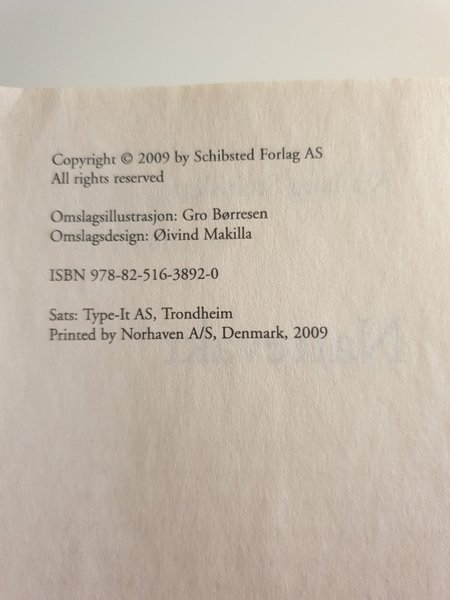 Copyright © 2009 by Schibsted Forlag AS
All rights reserved
Omslagsillustrasjon: Gro Børresen
Omslagsdesign: Øivind Makilla
ISBN 978-82-516-3892-0
Sats: Type-It AS, Trondheim
Printed by Norhaven A/S, Denmark, 2009